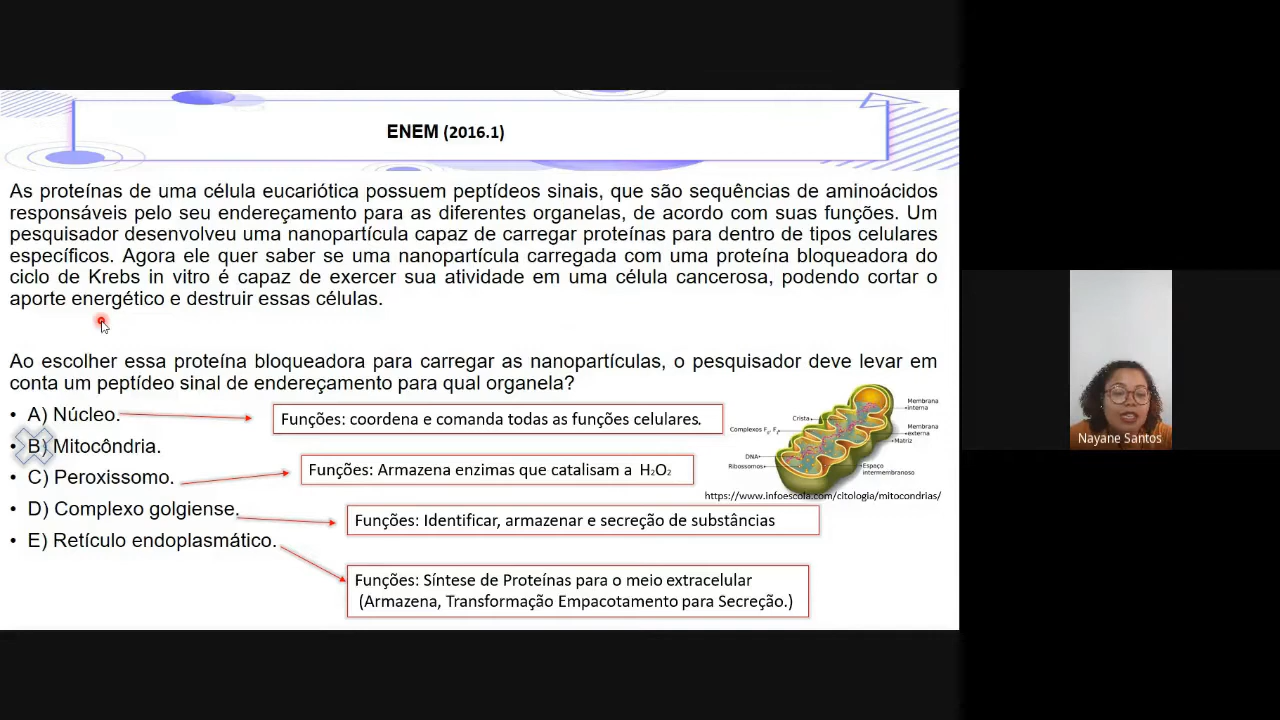 ENEM (2016.1)
As proteínas de uma célula eucariótica possuem peptídeos sinais, que são sequências de aminoácidos
responsáveis pelo seu endereçamento para as diferentes organelas, de acordo com suas funções. Um
pesquisador desenvolveu uma nanopartícula capaz de carregar proteínas para dentro de tipos celulares
específicos. Agora ele quer saber se uma nanopartícula carregada com uma proteína bloqueadora do
ciclo de Krebs in vitro é capaz de exercer sua atividade em uma célula cancerosa, podendo cortar o
aporte energético e destruir essas células.
Ao escolher essa proteína bloqueadora para carregar as nanopartículas, o pesquisador deve levar em
conta um peptídeo sinal de endereçamento para qual organela?
• A) Núcleo.
Funções: coordena e comanda todas as funções celulares.
• B) Mitocôndria.
• C) Peroxissomo.
Funções: Armazena enzimas que catalisam a H₂O₂
• D) Complexo golgiense.
Funções: Identificar, armazenar e secreção de substâncias
• E) Retículo endoplasmático.
Funções: Síntese de Proteínas para o meio extracelular
(Armazena, Transformação Empacotamento para Secreção.)
Membrana
interna
Crista
Complexos F₀ F₁
Membrana
externa
Matriz
DNA
Ribossomos
Espaço
intermembranoso
https://www.infoescola.com/citologia/mitocondrias/
Nayane Santos